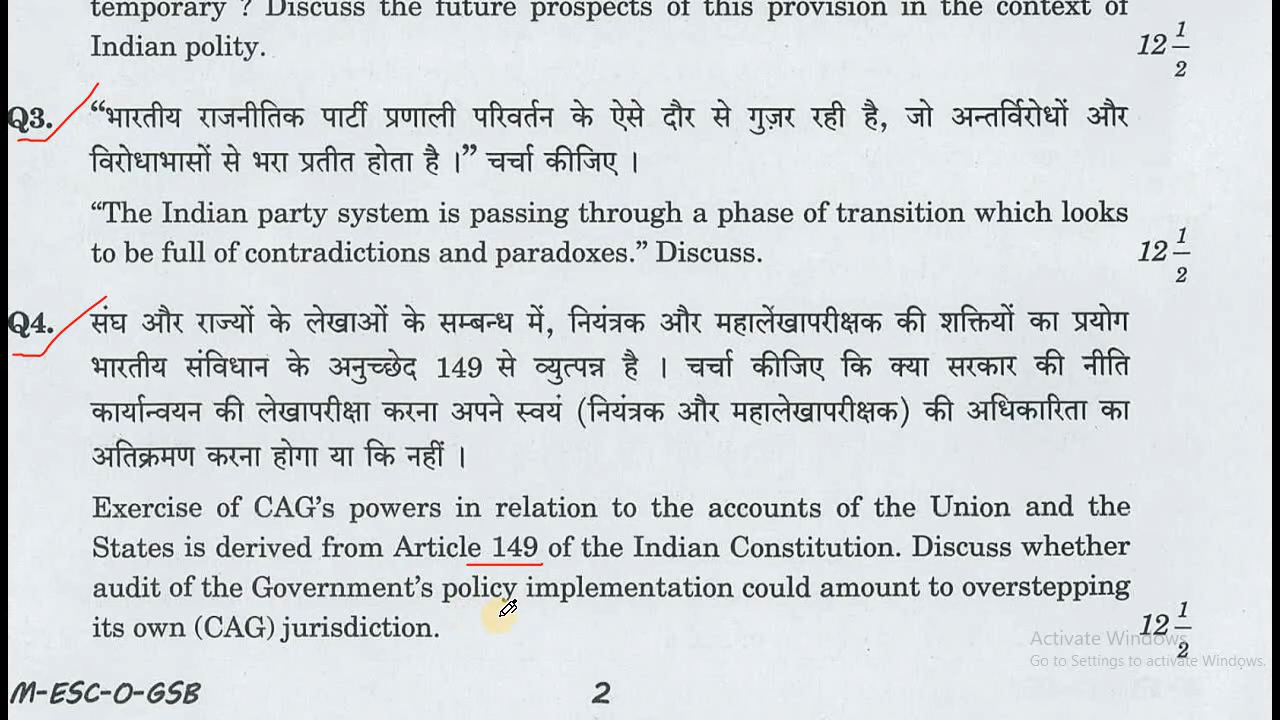 temporary ? Discuss the future prospects of this provision in the context of
Indian polity.
12 1/2
Q3. “भारतीय राजनीतिक पार्टी प्रणाली परिवर्तन के ऐसे दौर से गुज़र रही है, जो अन्तर्विरोधों और
विरोधाभासों से भरा प्रतीत होता है ।” चर्चा कीजिए ।
“The Indian party system is passing through a phase of transition which looks
to be full of contradictions and paradoxes.” Discuss.
12 1/2
Q4. संघ और राज्यों के लेखाओं के सम्बन्ध में, नियंत्रक और महालेखापरीक्षक की शक्तियों का प्रयोग
भारतीय संविधान के अनुच्छेद 149 से व्युत्पन्न है । चर्चा कीजिए कि क्या सरकार की नीति
कार्यान्वयन की लेखापरीक्षा करना अपने स्वयं (नियंत्रक और महालेखापरीक्षक) की अधिकारिता का
अतिक्रमण करना होगा या कि नहीं ।
Exercise of CAG’s powers in relation to the accounts of the Union and the
States is derived from Article 149 of the Indian Constitution. Discuss whether
audit of the Government’s policy implementation could amount to overstepping
its own (CAG) jurisdiction.
12 1/2
Activate Windows
Go to Settings to activate Windows.
M-ESC-O-GSB
2